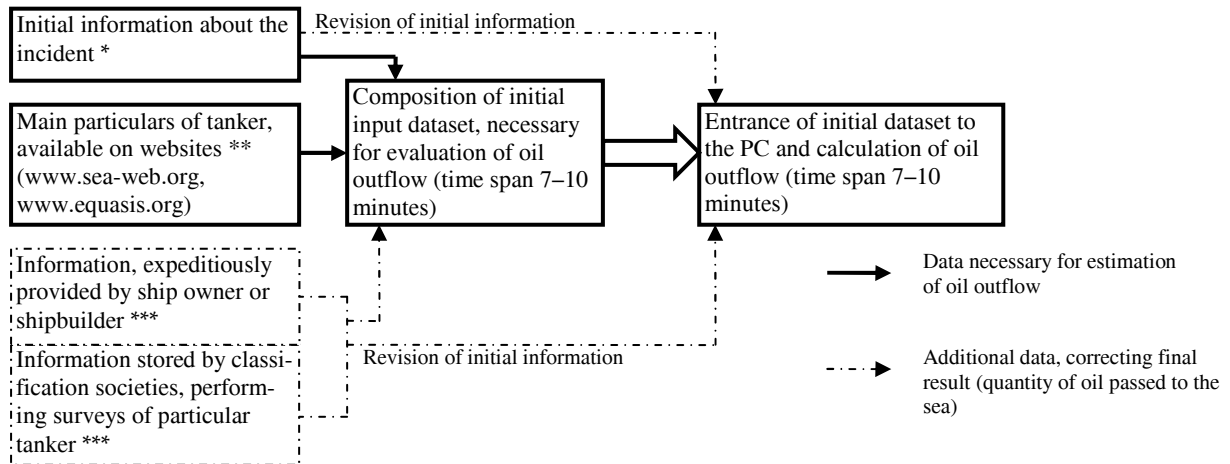 Initial information about the
incident *
Revision of initial information
Main particulars of tanker,
available on websites **
(www.sea-web.org,
www.equasis.org)
Composition of initial
input dataset, necessary
for evaluation of oil
outflow (time span 7–10
minutes)
Entrance of initial dataset to
the PC and calculation of oil
outflow (time span 7–10
minutes)
Information, expeditiously
provided by ship owner or
shipbuilder ***
Information stored by classi-
fication societies, perform-
ing surveys of particular
tanker ***
Revision of initial information
Data necessary for estimation
of oil outflow
Additional data, correcting final
result (quantity of oil passed to the
sea)